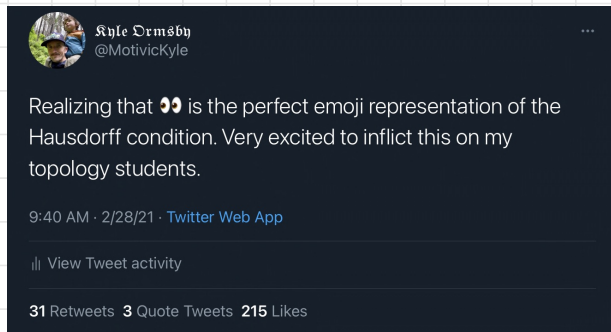 𝕶𝖞𝖑𝖊 𝕺𝖗𝖒𝖘𝖇𝖞
@MotivicKyle
Realizing that 👀 is the perfect emoji representation of the
Hausdorff condition. Very excited to inflict this on my
topology students.
9:40 AM · 2/28/21 · Twitter Web App
View Tweet activity
31 Retweets 3 Quote Tweets 215 Likes